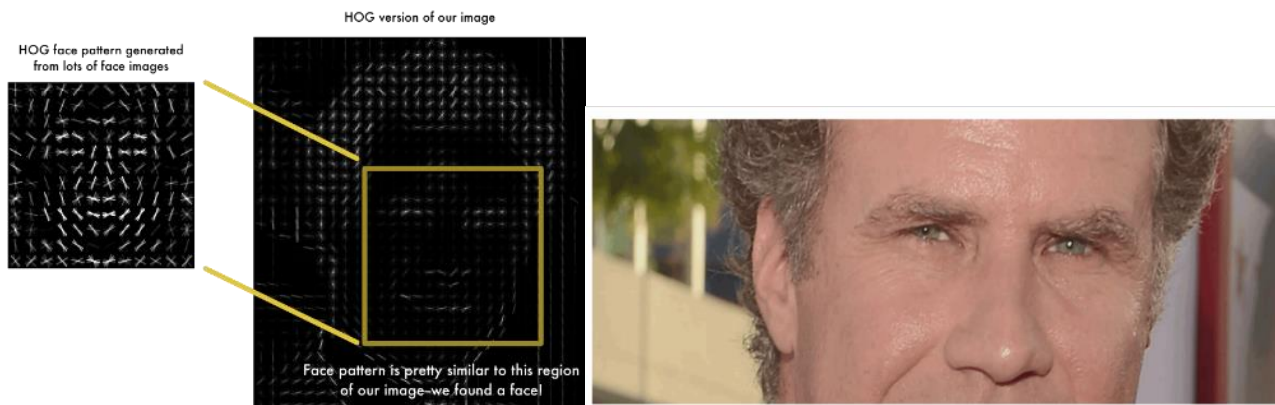 HOG version of our image
HOG face pattern generated
from lots of face images
Face pattern is pretty similar to this region
of our image–we found a face!